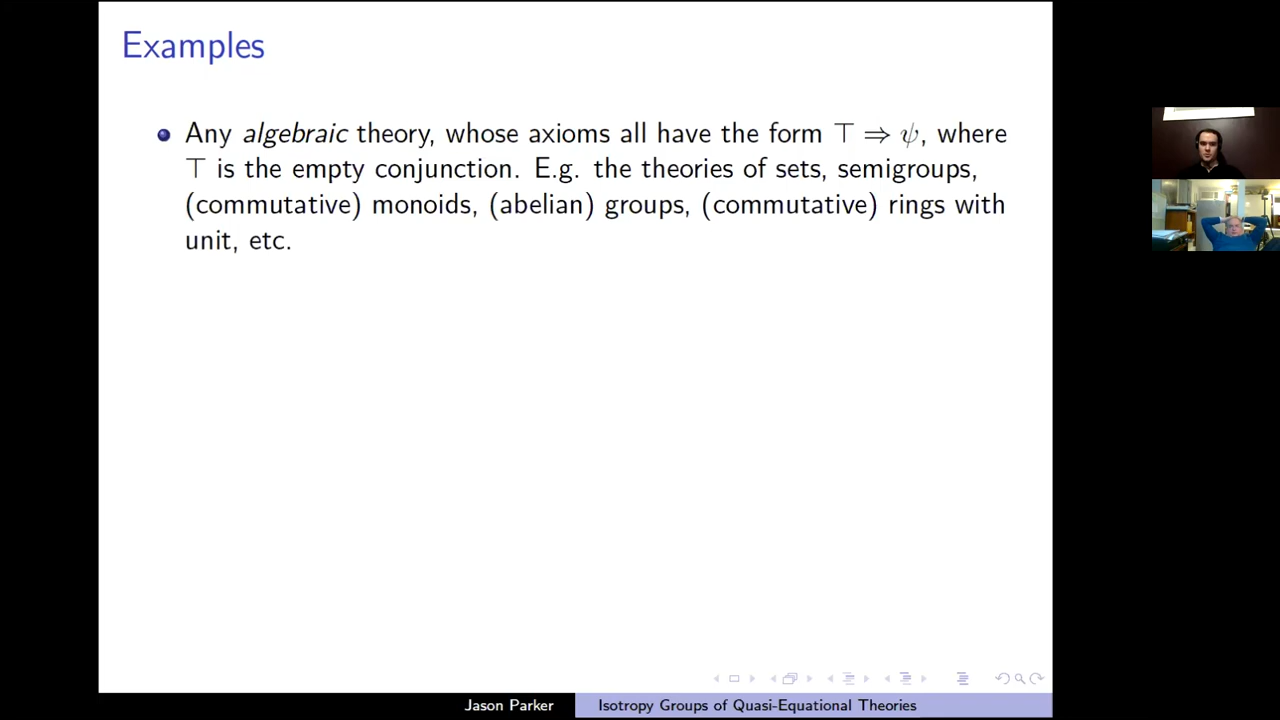 Examples
Any algebraic theory, whose axioms all have the form ⊤ ⇒ ψ, where
⊤ is the empty conjunction. E.g. the theories of sets, semigroups,
(commutative) monoids, (abelian) groups, (commutative) rings with
unit, etc.
Jason Parker
Isotropy Groups of Quasi-Equational Theories